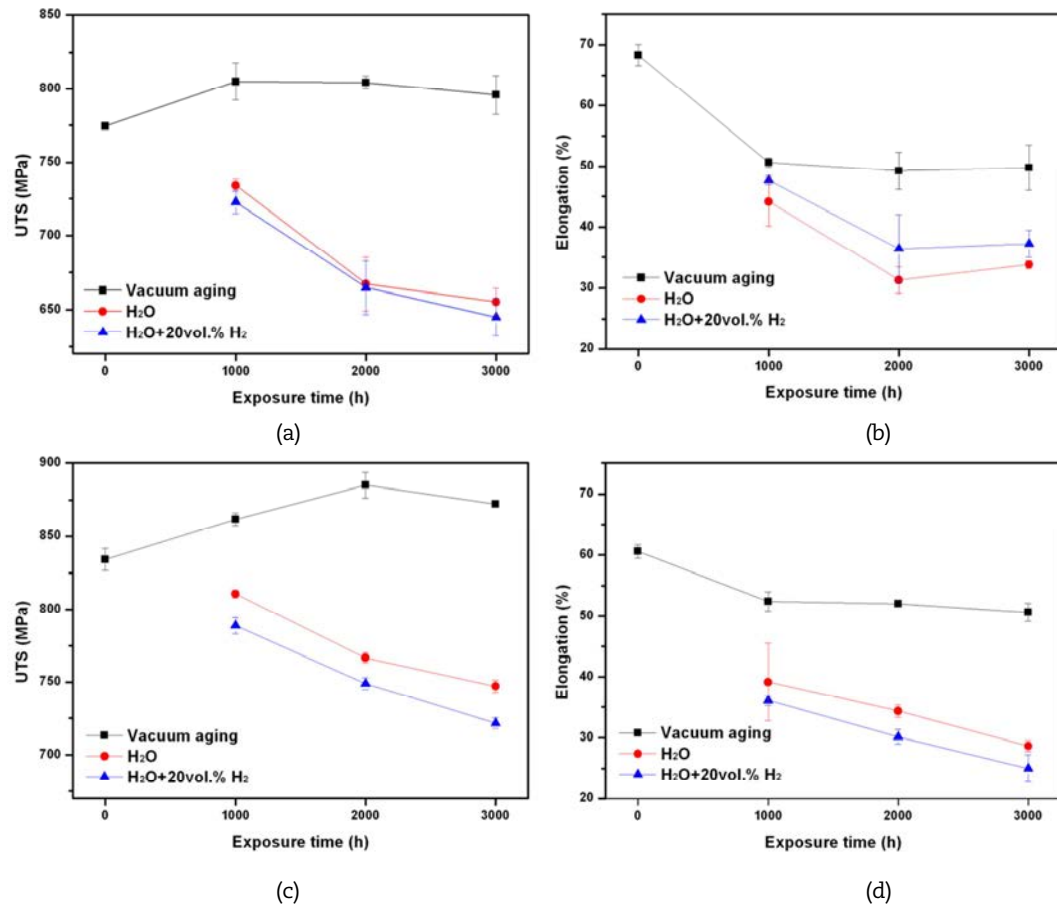 850
800
750
700
650
UTS (MPa)
Vacuum aging
H₂O
H₂O+20vol.% H₂
0 1000 2000 3000
Exposure time (h)
(a)
70
60
50
40
30
20
Elongation (%)
Vacuum aging
H₂O
H₂O+20vol.% H₂
0 1000 2000 3000
Exposure time (h)
(b)
900
850
800
750
700
UTS (MPa)
Vacuum aging
H₂O
H₂O+20vol.% H₂
0 1000 2000 3000
Exposure time (h)
(c)
70
60
50
40
30
20
Elongation (%)
Vacuum aging
H₂O
H₂O+20vol.% H₂
0 1000 2000 3000
Exposure time (h)
(d)